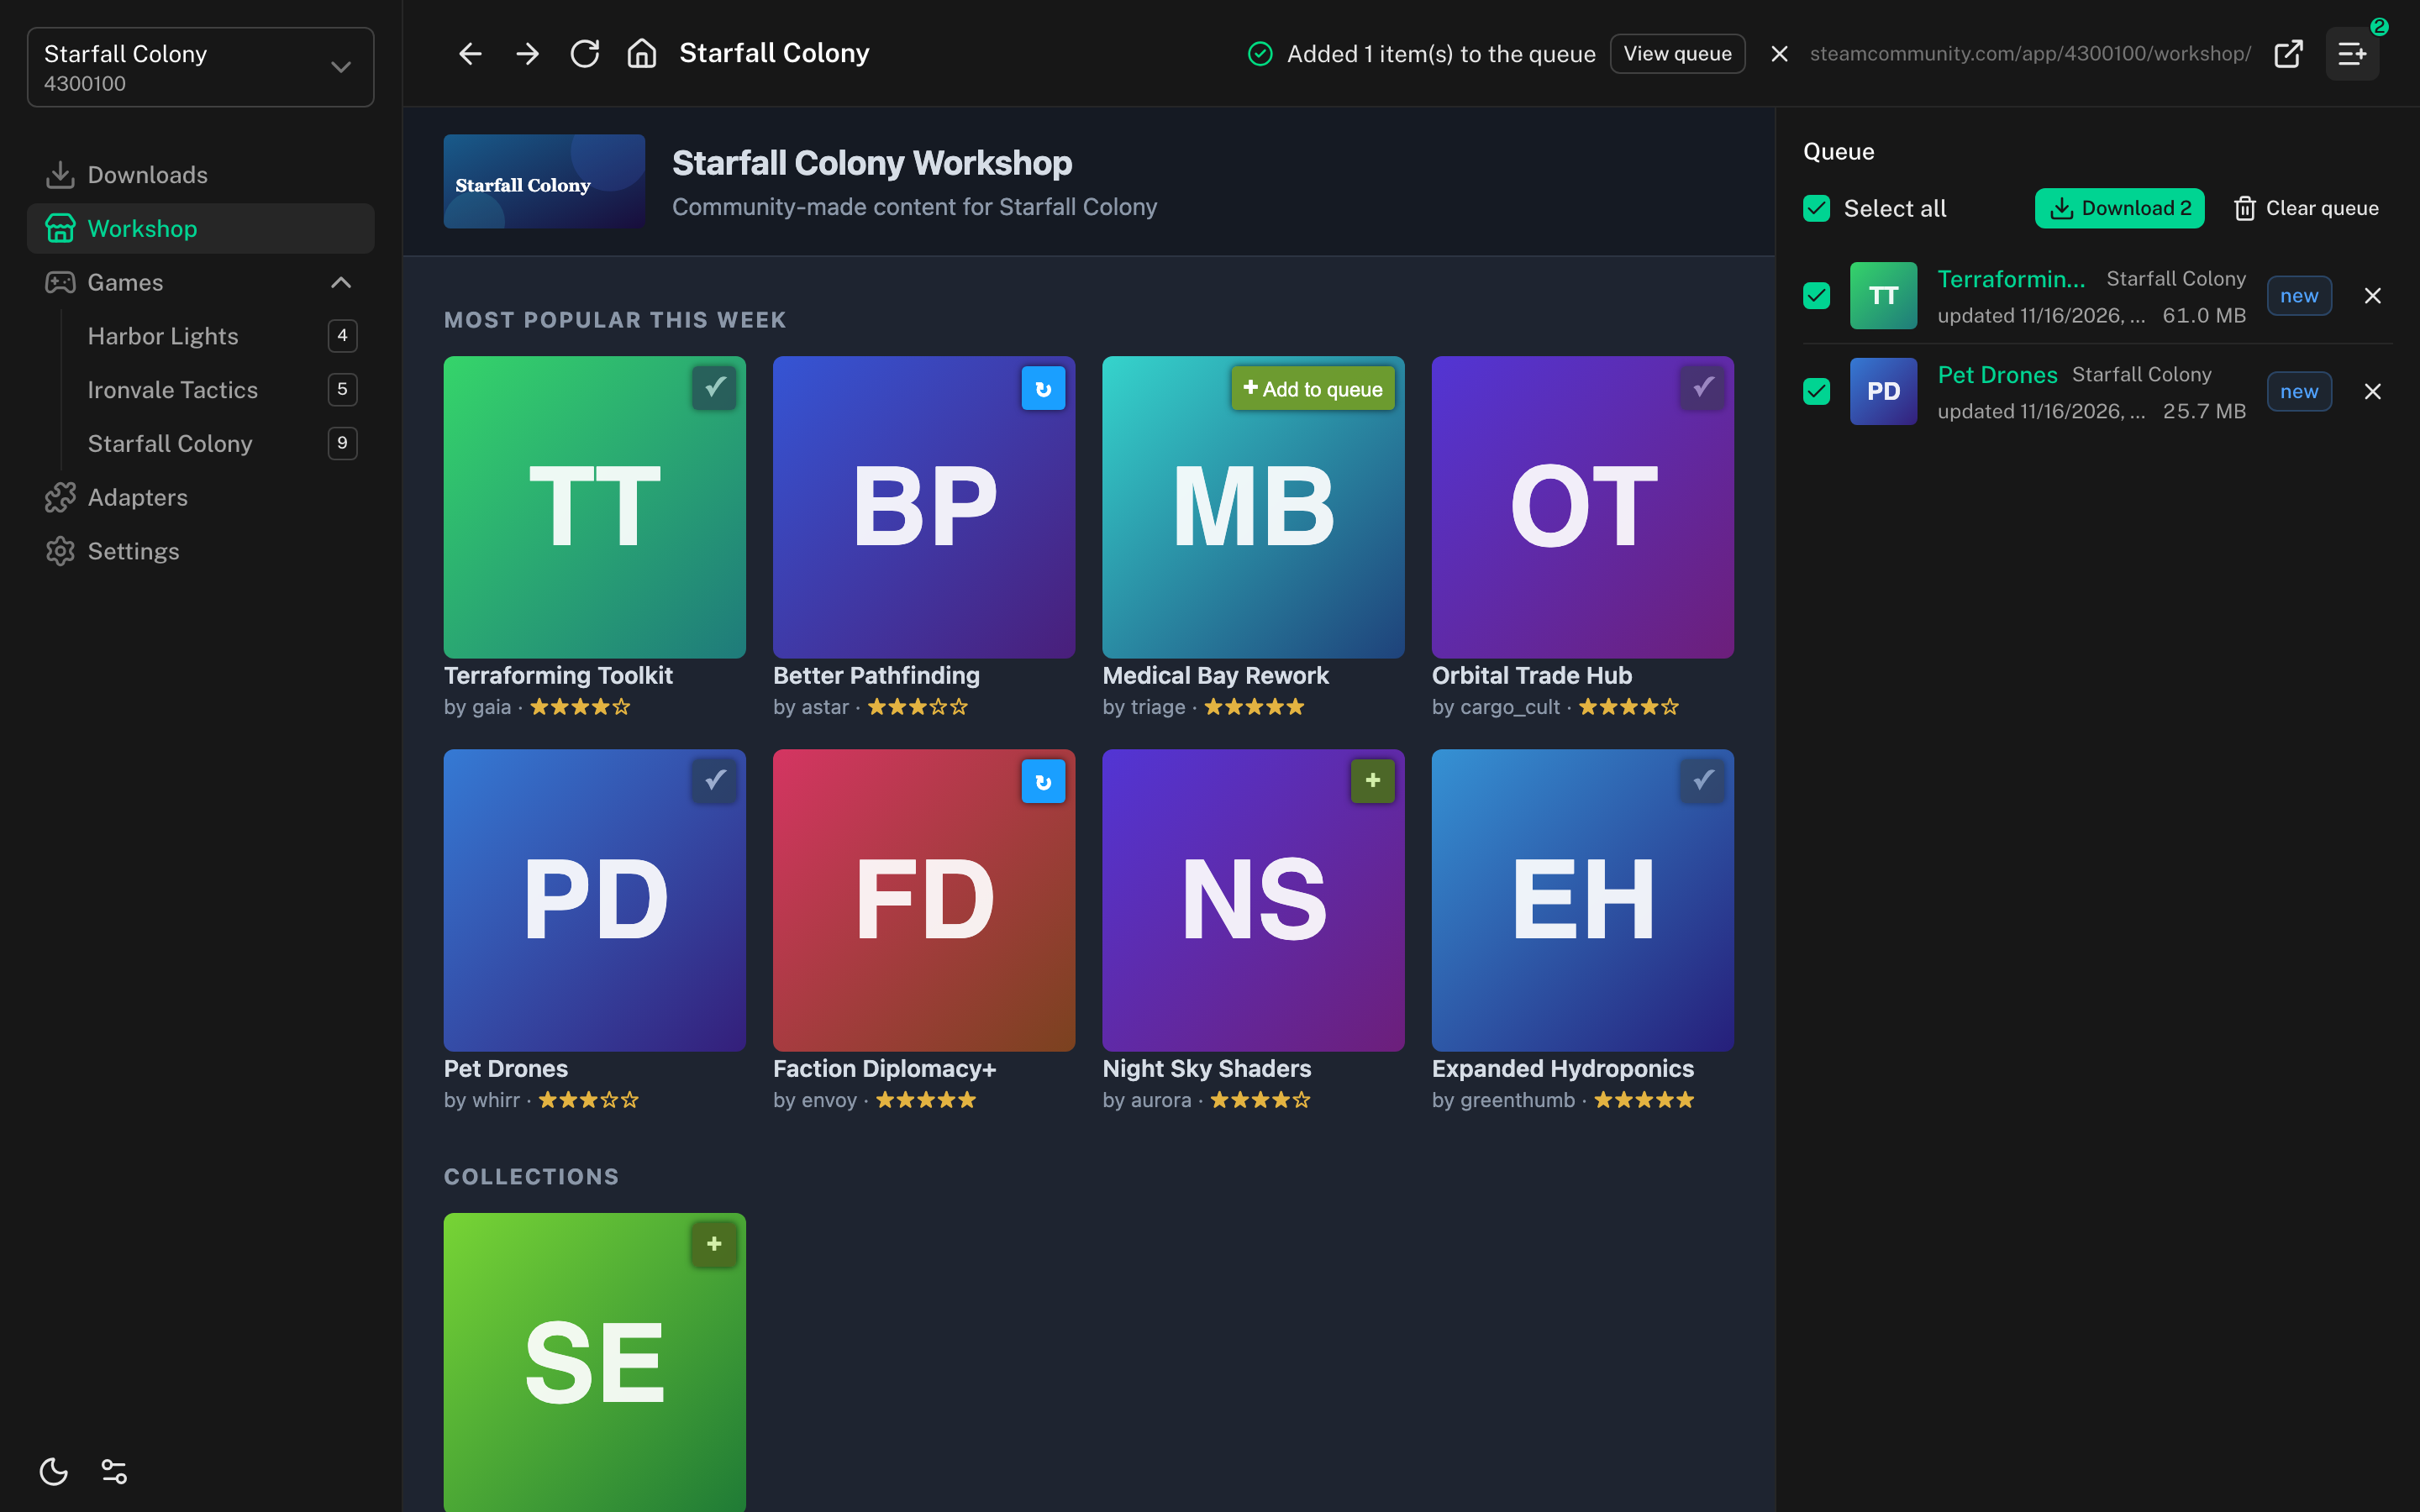 Starfall Colony
4300100
Downloads
Workshop
Games
Harbor Lights 4
Ironvale Tactics 5
Starfall Colony 9
Adapters
Settings
Starfall Colony
Added 1 item(s) to the queue View queue
steamcommunity.com/app/4300100/workshop/
2
Starfall Colony
Starfall Colony Workshop
Community-made content for Starfall Colony
MOST POPULAR THIS WEEK
TT
Terraforming Toolkit
by gaia · ★★★★☆
BP
Better Pathfinding
by astar · ★★★☆☆
+ Add to queue
MB
Medical Bay Rework
by triage · ★★★★★
OT
Orbital Trade Hub
by cargo_cult · ★★★★☆
PD
Pet Drones
by whirr · ★★★☆☆
FD
Faction Diplomacy+
by envoy · ★★★★★
+
NS
Night Sky Shaders
by aurora · ★★★★☆
EH
Expanded Hydroponics
by greenthumb · ★★★★★
COLLECTIONS
+
SE
Queue
Select all Download 2 Clear queue
TT
Terraformin... Starfall Colony
updated 11/16/2026, ... 61.0 MB
new
PD
Pet Drones Starfall Colony
updated 11/16/2026, ... 25.7 MB
new